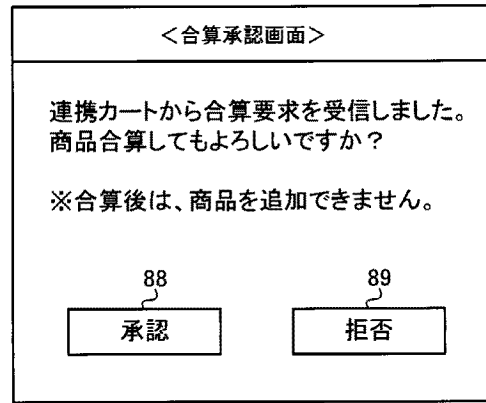 ＜合算承認画面＞
連携カートから合算要求を受信しました。
商品合算してもよろしいですか？
※合算後は、商品を追加できません。
88 89
承認 拒否